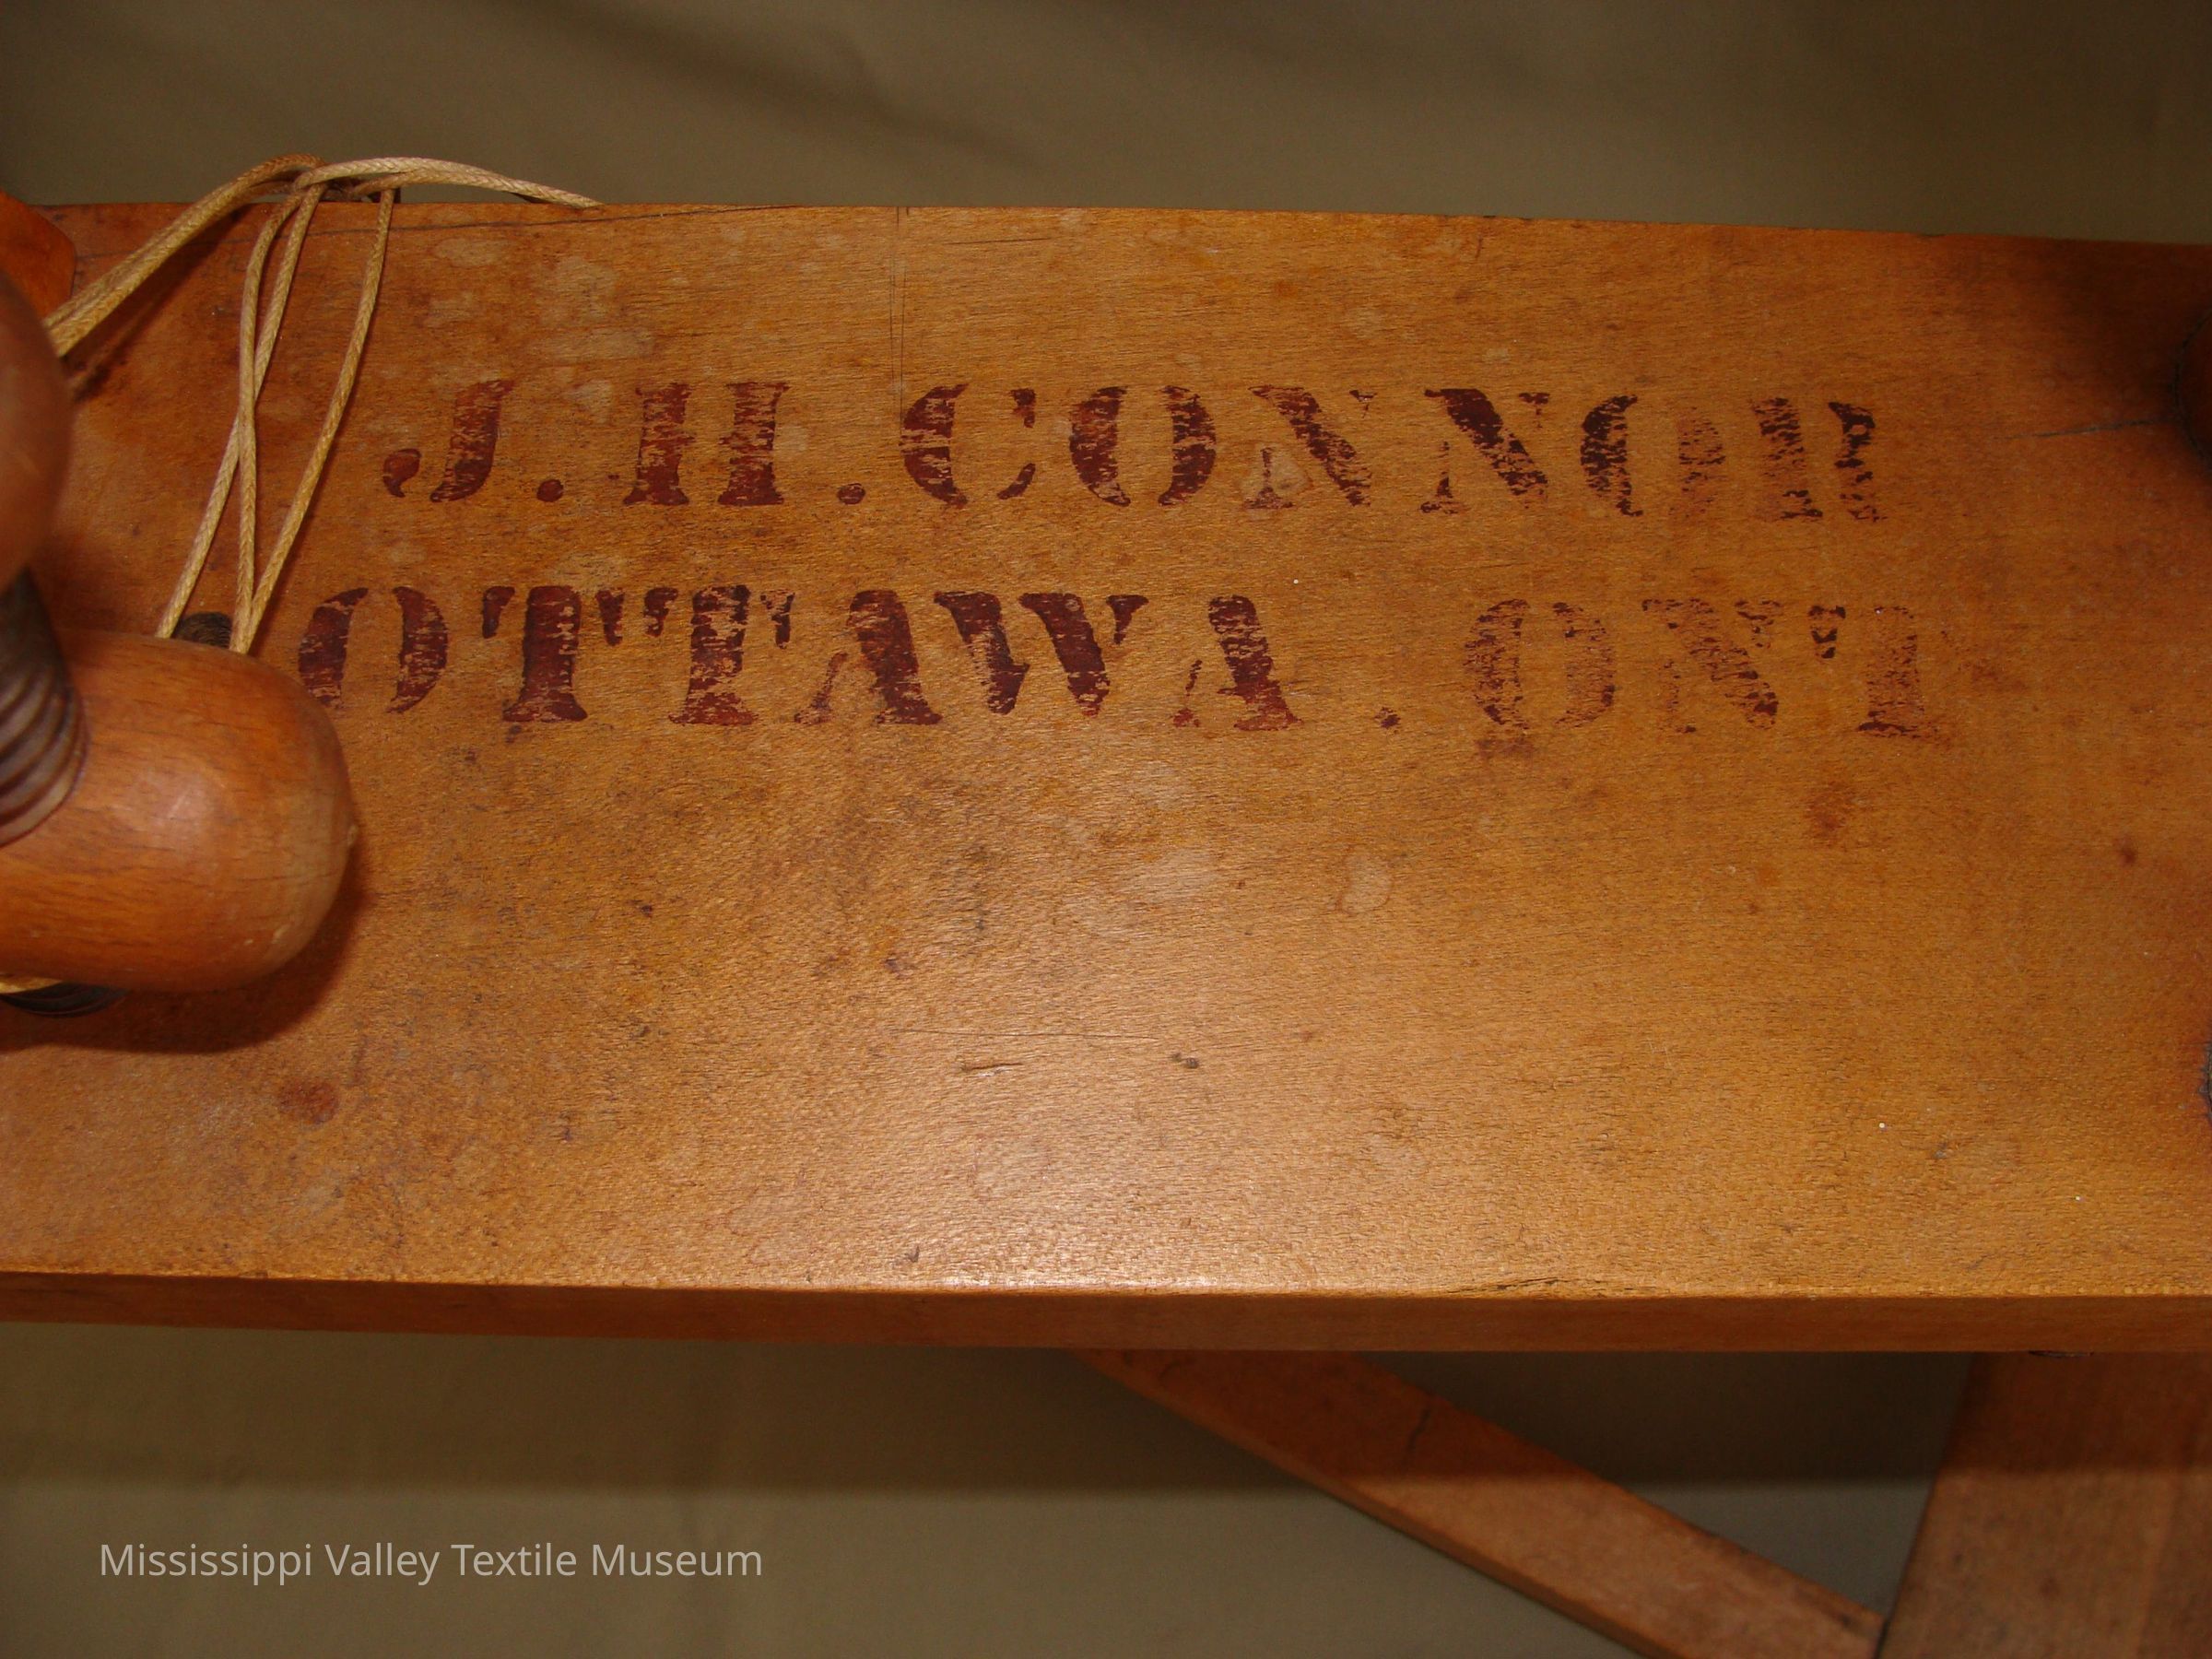 J.H.CONNOR
OTTAWA. ONT
Mississippi Valley Textile Museum